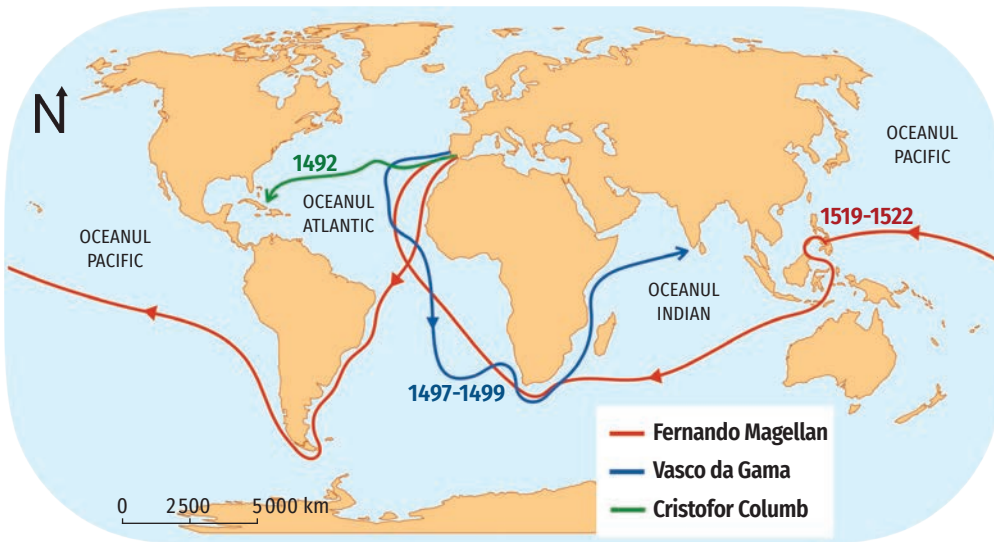 N
OCEANUL
PACIFIC
1492
OCEANUL
ATLANTIC
1519-1522
OCEANUL
PACIFIC
OCEANUL
INDIAN
1497-1499
Fernando Magellan
Vasco da Gama
Cristofor Columb
0 2500 5000 km